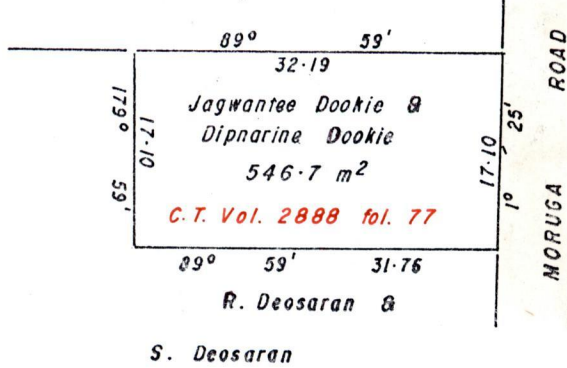 89° 59'
32·19
Jagwantee Dookie &
Dipnarine Dookie
546·7 m²
C.T. Vol. 2888 fol. 77
179° 59'
17·10
17·10
1° 25'
MORUGA ROAD
89° 59' 31·76
R. Deosaran &
S. Deosaran